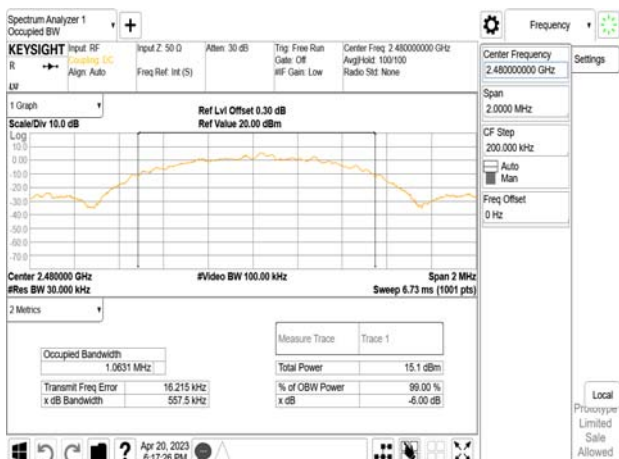 Spectrum Analyzer 1
Occupied BW
+
Frequency
KEYSIGHT
R
Input: RF
Coupling: DC
Align: Auto
Input Z: 50 Ω
Freq Ref: Int (S)
Atten: 30 dB
Trig: Free Run
Gate: Off
#IF Gain: Low
Center Freq: 2.480000000 GHz
Avg|Hold: 100/100
Radio Std: None
Center Frequency
2.480000000 GHz
Settings
Span
2.0000 MHz
CF Step
200.000 kHz
Auto
Man
Freq Offset
0 Hz
1 Graph
Scale/Div 10.0 dB
Ref Lvl Offset 0.30 dB
Ref Value 20.00 dBm
Log
10.0
0.00
-10.0
-20.0
-30.0
-40.0
-50.0
-60.0
-70.0
Center 2.480000 GHz
#Res BW 30.000 kHz
#Video BW 100.00 kHz
Span 2 MHz
Sweep 6.73 ms (1001 pts)
2 Metrics
Measure Trace Trace 1
Occupied Bandwidth
1.0631 MHz
Total Power 15.1 dBm
Transmit Freq Error 16.215 kHz
% of OBW Power 99.00 %
x dB Bandwidth 557.5 kHz
x dB -6.00 dB
Local
Prototype
Limited
Sale
Allowed
?
Apr 20, 2023
6:17:26 PM